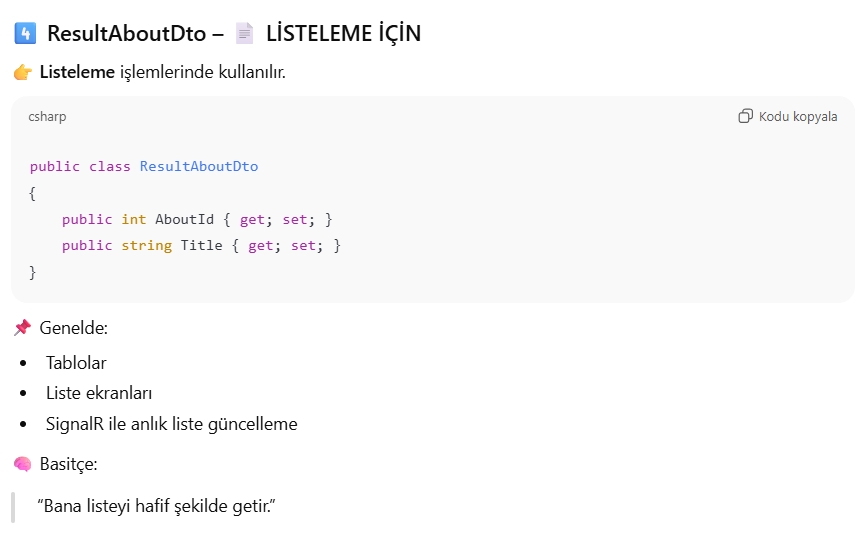 4 ResultAboutDto – LİSTELEME İÇİN
Listeleme işlemlerinde kullanılır.
csharp
Kodu kopyala
public class ResultAboutDto
{
    public int AboutId { get; set; }
    public string Title { get; set; }
}
Genelde:
• Tablolar
• Liste ekranları
• SignalR ile anlık liste güncelleme
Basitçe:
“Bana listeyi hafif şekilde getir.”